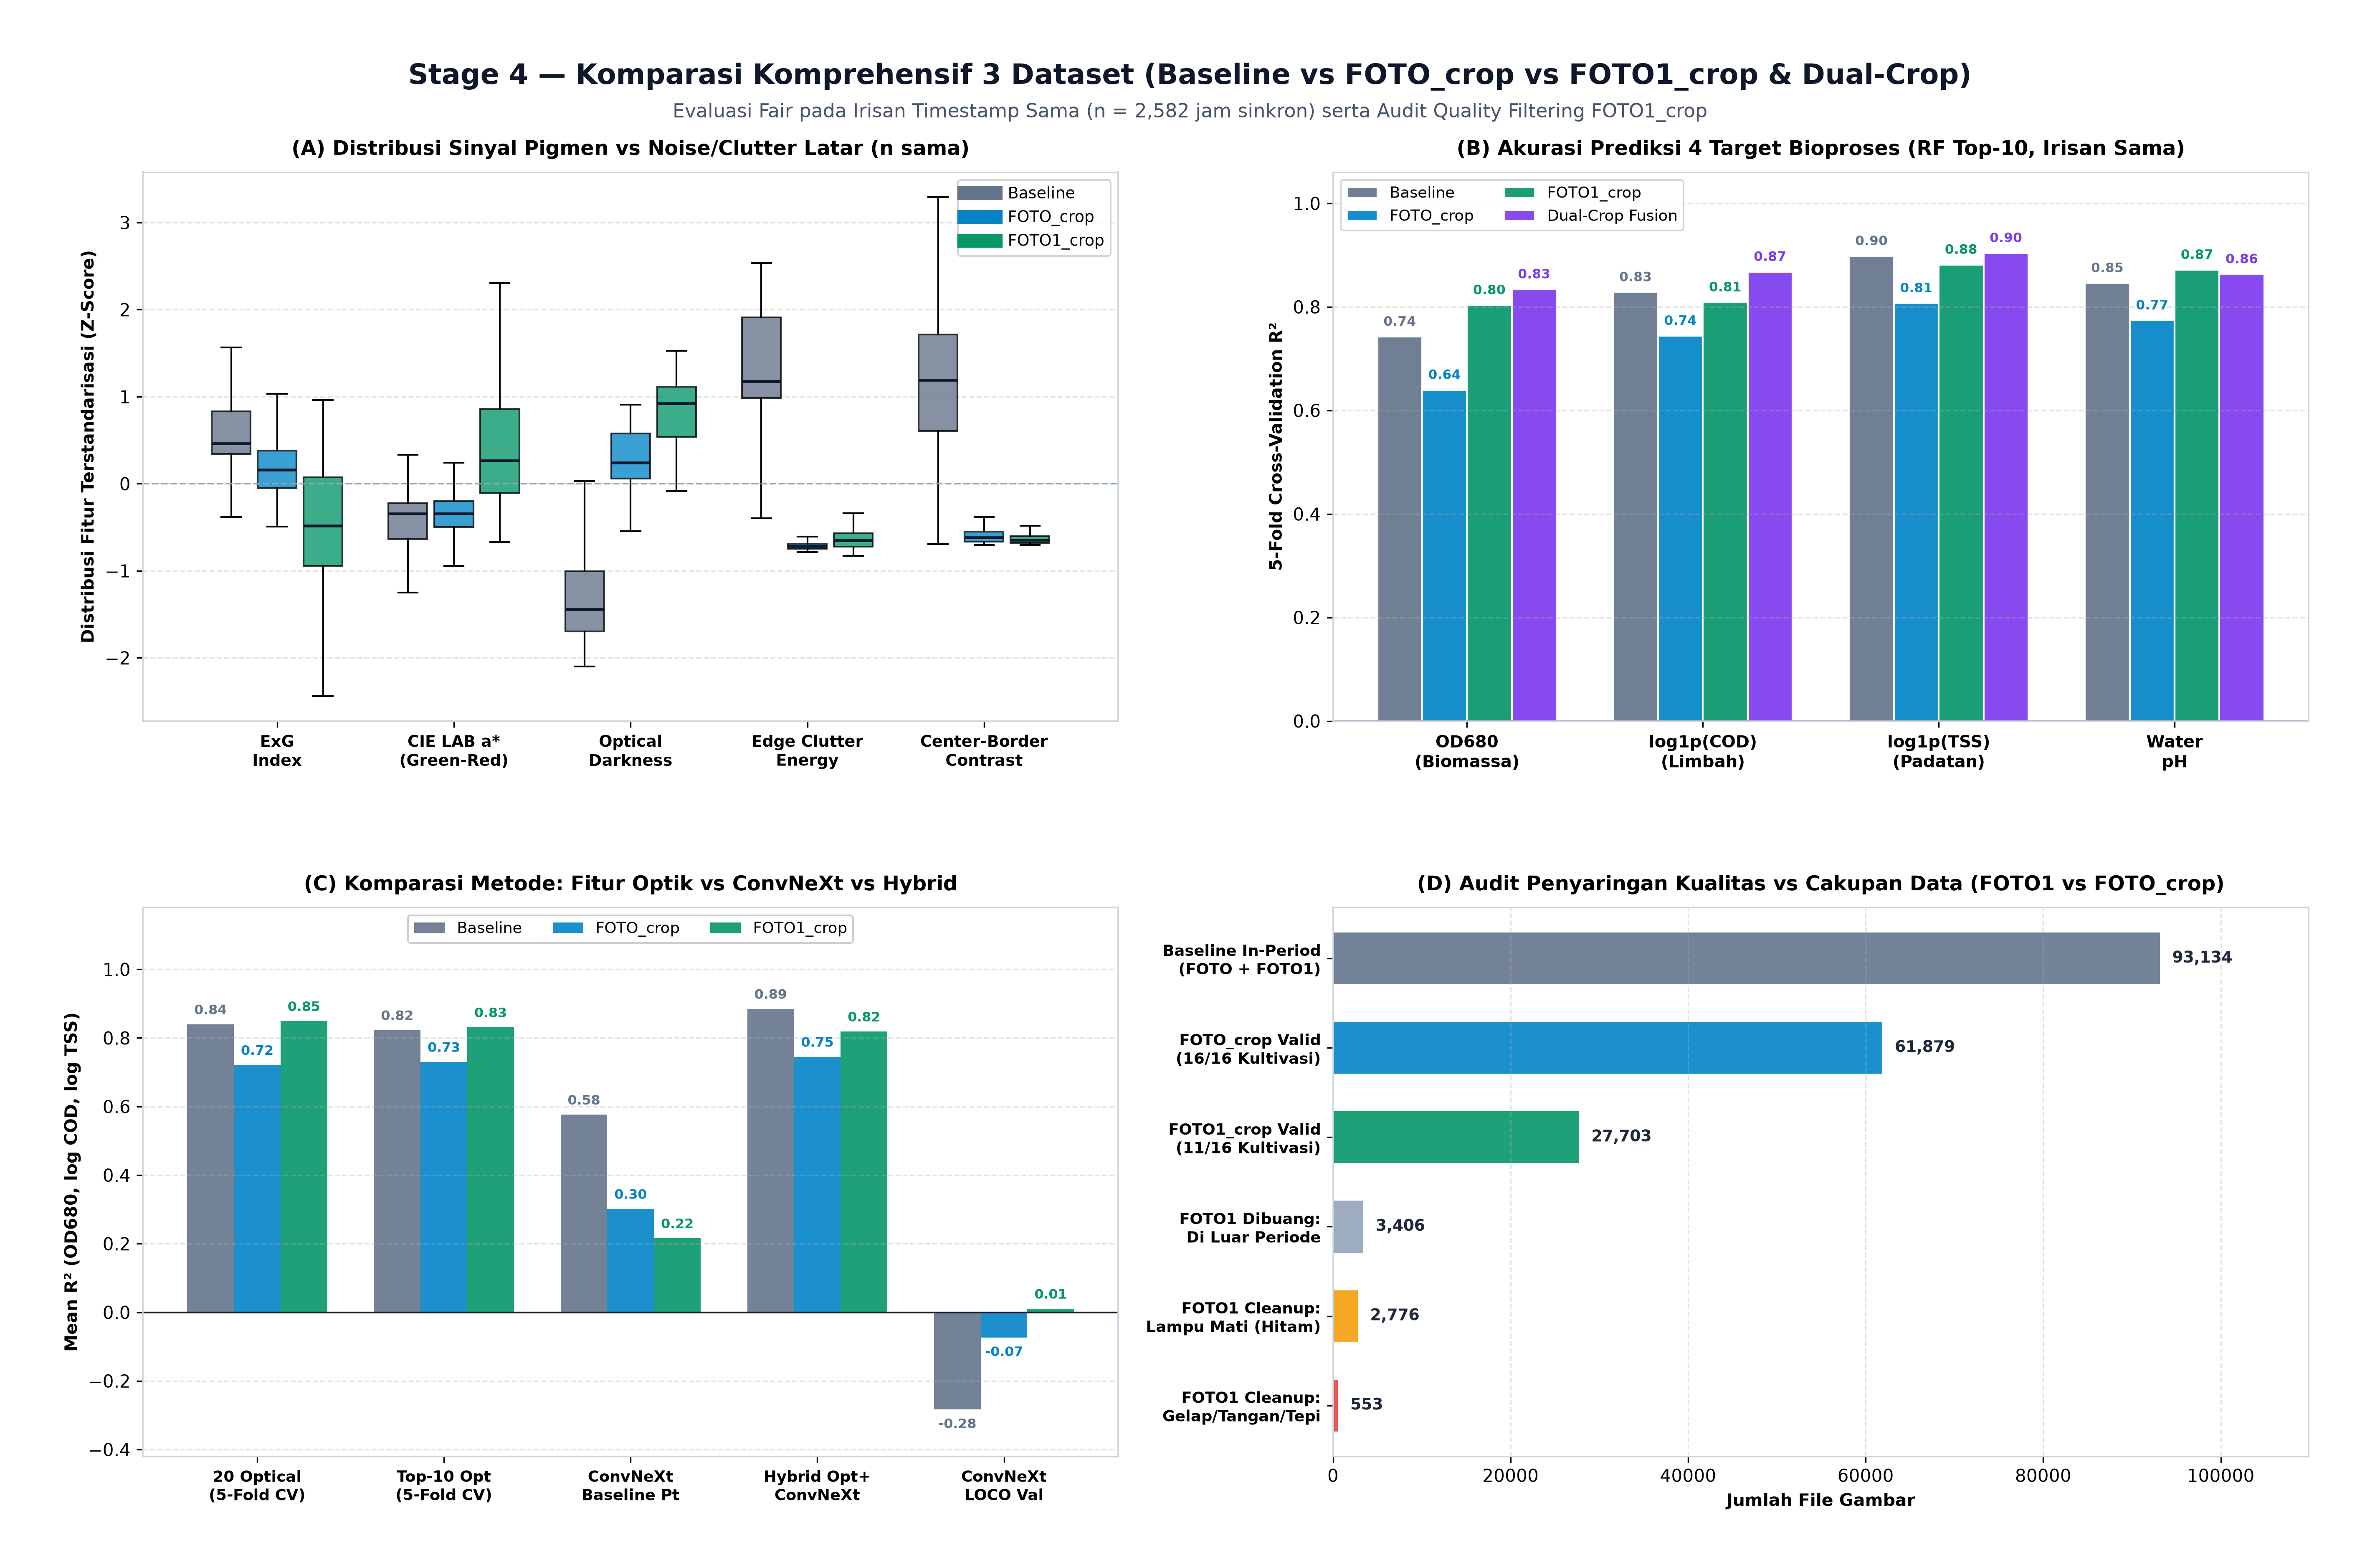 Stage 4 — Komparasi Komprehensif 3 Dataset (Baseline vs FOTO_crop vs FOTO1_crop & Dual-Crop)
Evaluasi Fair pada Irisan Timestamp Sama (n = 2,582 jam sinkron) serta Audit Quality Filtering FOTO1_crop
(A) Distribusi Sinyal Pigmen vs Noise/Clutter Latar (n sama)
Distribusi Fitur Terstandarisasi (Z-Score)
3
2
1
0
−1
−2
Baseline
FOTO_crop
FOTO1_crop
ExG
Index
CIE LAB a*
(Green-Red)
Optical
Darkness
Edge Clutter
Energy
Center-Border
Contrast
(B) Akurasi Prediksi 4 Target Bioproses (RF Top-10, Irisan Sama)
5-Fold Cross-Validation R²
1.0
0.8
0.6
0.4
0.2
0.0
Baseline
FOTO_crop
FOTO1_crop
Dual-Crop Fusion
0.74
0.64
0.80
0.83
0.83
0.74
0.81
0.87
0.90
0.81
0.88
0.90
0.85
0.77
0.87
0.86
OD680
(Biomassa)
log1p(COD)
(Limbah)
log1p(TSS)
(Padatan)
Water
pH
(C) Komparasi Metode: Fitur Optik vs ConvNeXt vs Hybrid
Mean R² (OD680, log COD, log TSS)
1.0
0.8
0.6
0.4
0.2
0.0
−0.2
−0.4
Baseline
FOTO_crop
FOTO1_crop
0.84
0.72
0.85
0.82
0.73
0.83
0.58
0.30
0.22
0.89
0.75
0.82
-0.28
-0.07
0.01
20 Optical
(5-Fold CV)
Top-10 Opt
(5-Fold CV)
ConvNeXt
Baseline Pt
Hybrid Opt+
ConvNeXt
ConvNeXt
LOCO Val
(D) Audit Penyaringan Kualitas vs Cakupan Data (FOTO1 vs FOTO_crop)
Baseline In-Period
(FOTO + FOTO1)
93,134
FOTO_crop Valid
(16/16 Kultivasi)
61,879
FOTO1_crop Valid
(11/16 Kultivasi)
27,703
FOTO1 Dibuang:
Di Luar Periode
3,406
FOTO1 Cleanup:
Lampu Mati (Hitam)
2,776
FOTO1 Cleanup:
Gelap/Tangan/Tepi
553
0
20000
40000
60000
80000
100000
Jumlah File Gambar